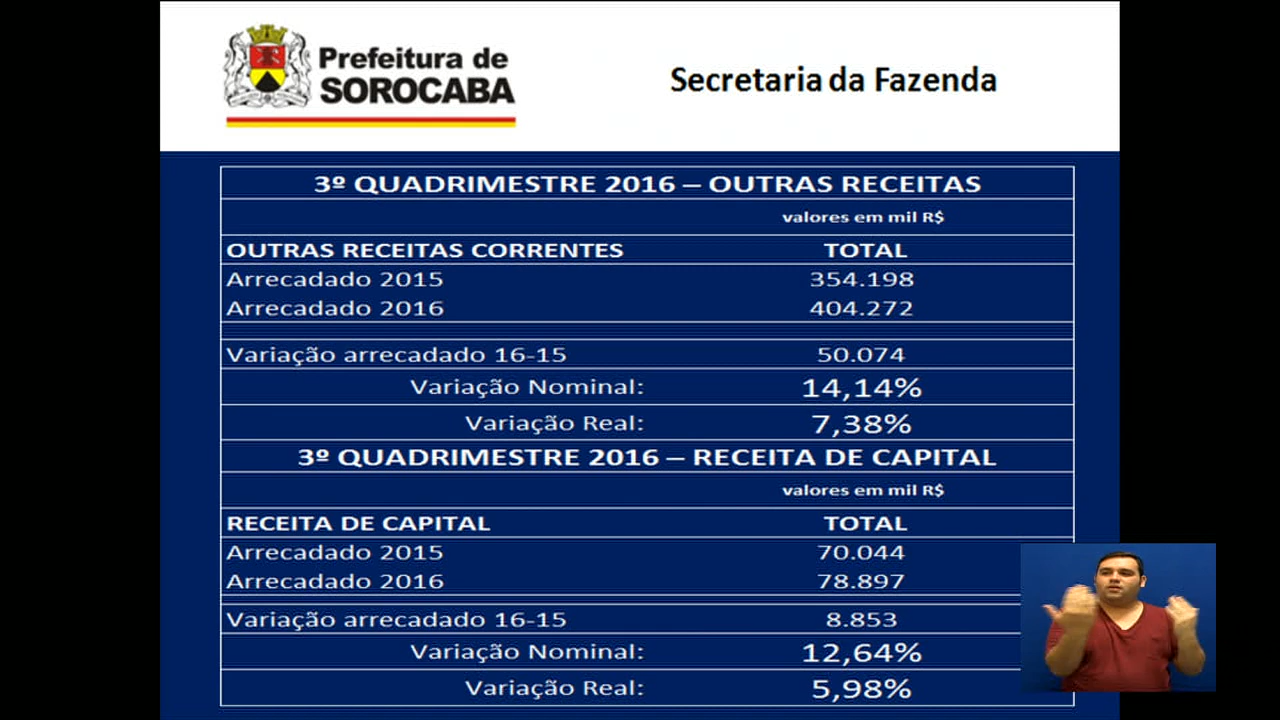 Prefeitura de
SOROCABA
Secretaria da Fazenda
3º QUADRIMESTRE 2016 – OUTRAS RECEITAS
valores em mil R$
OUTRAS RECEITAS CORRENTES TOTAL
Arrecadado 2015 354.198
Arrecadado 2016 404.272
Variação arrecadado 16-15 50.074
Variação Nominal: 14,14%
Variação Real: 7,38%
3º QUADRIMESTRE 2016 – RECEITA DE CAPITAL
valores em mil R$
RECEITA DE CAPITAL TOTAL
Arrecadado 2015 70.044
Arrecadado 2016 78.897
Variação arrecadado 16-15 8.853
Variação Nominal: 12,64%
Variação Real: 5,98%